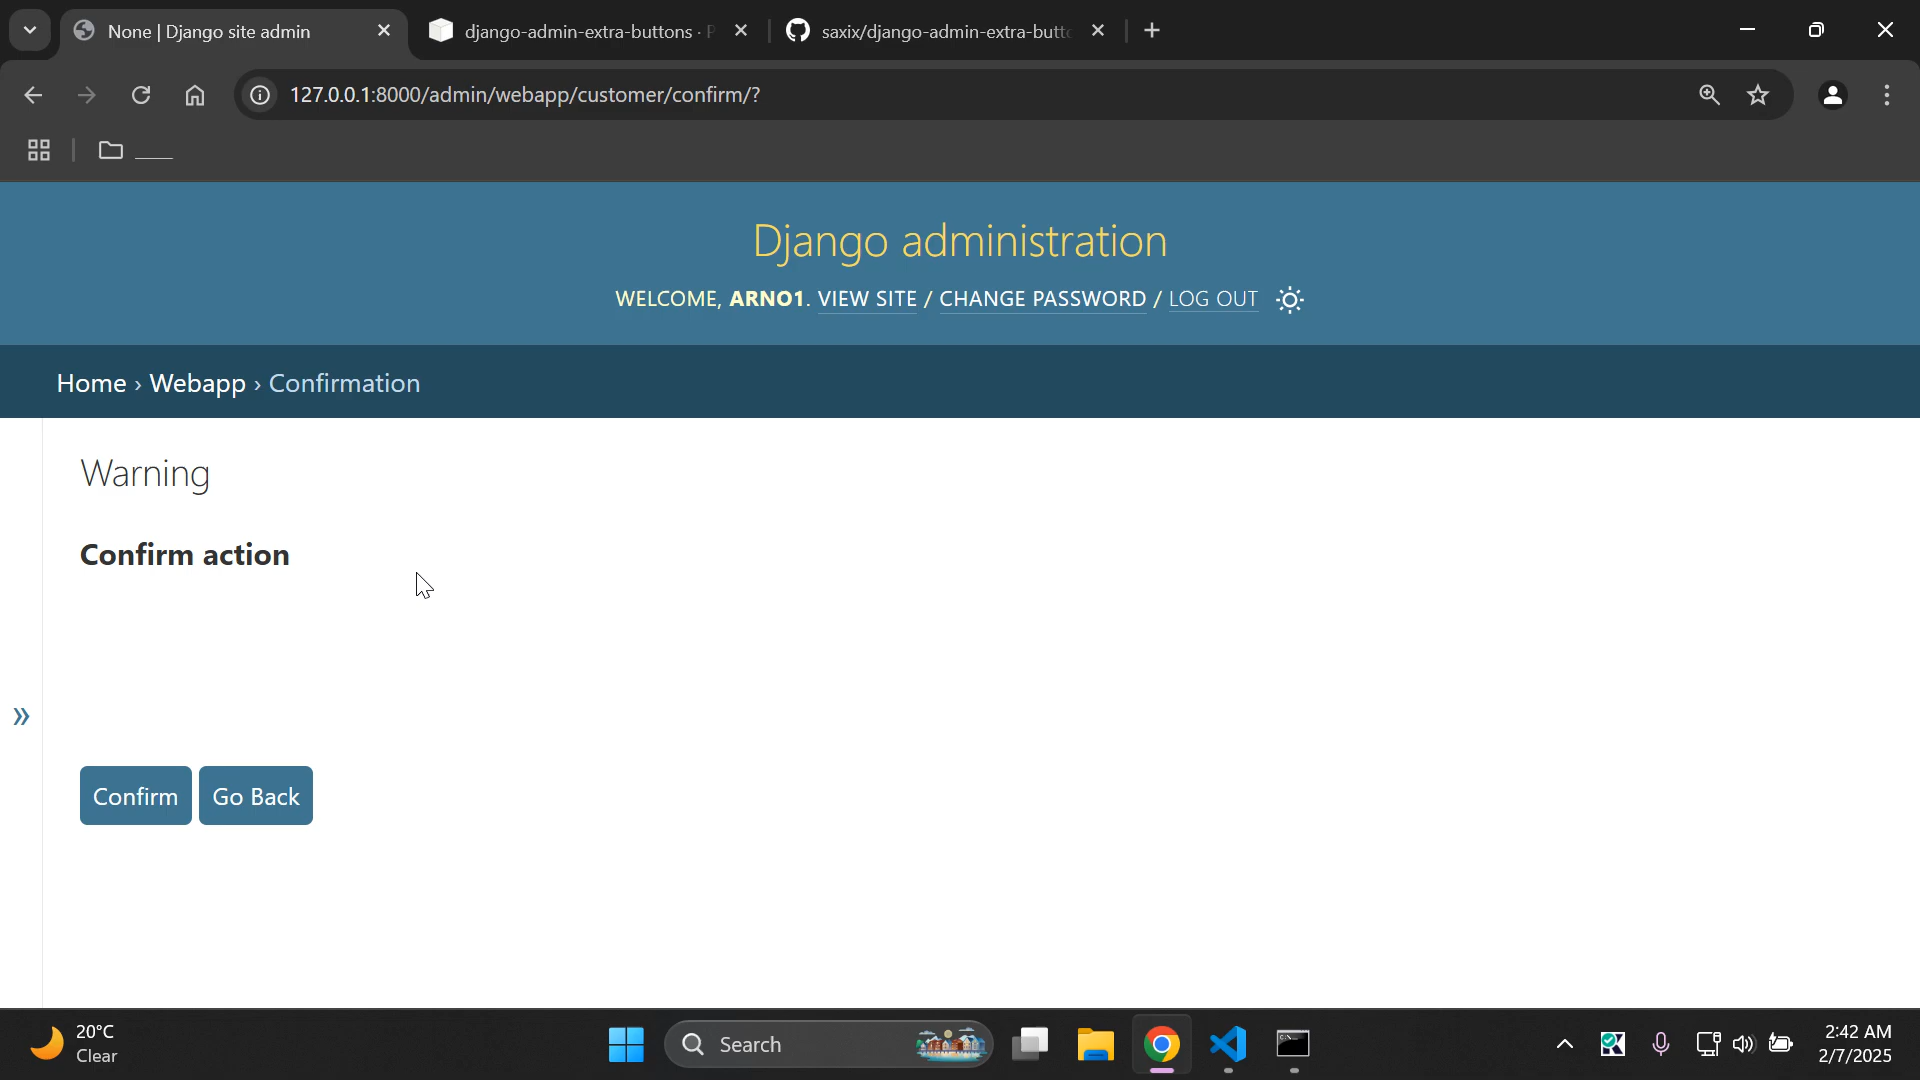 None | Django site admin
django-admin-extra-buttons ·
saxix/django-admin-extra-butt
127.0.0.1:8000/admin/webapp/customer/confirm/?
____
Django administration
WELCOME, ARNO1. VIEW SITE / CHANGE PASSWORD / LOG OUT
Home › Webapp › Confirmation
Warning
Confirm action
»
Confirm
Go Back
20°C
Clear
Search
2:42 AM
2/7/2025